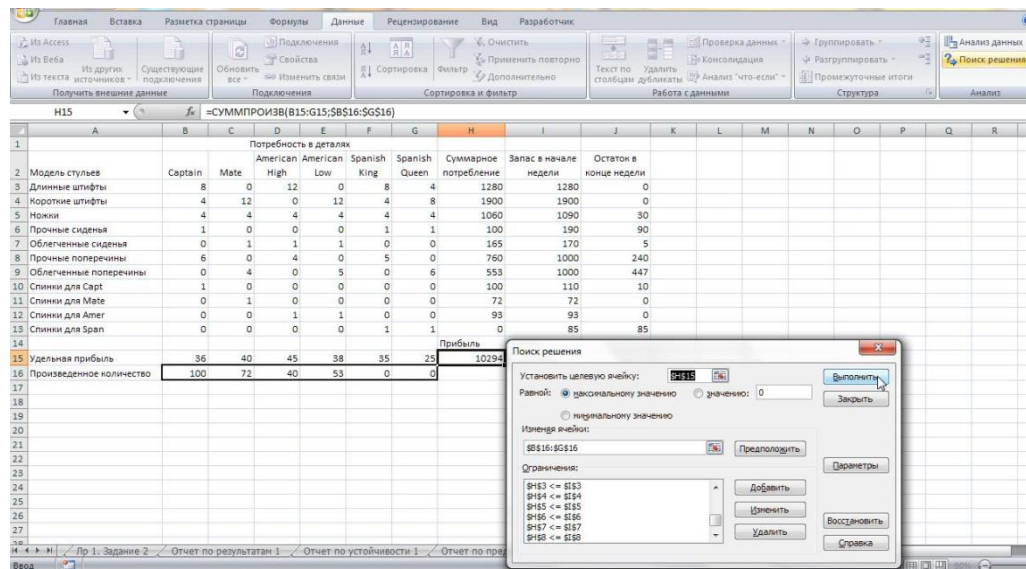 Главная Вставка Разметка страницы Формулы Данные Рецензирование Вид Разработчик
Из Access
Из Веба
Из текста
Из других источников
Существующие подключения
Получить внешние данные
Обновить все
Подключения
Свойства
Изменить связи
Подключения
Сортировка
Фильтр
Очистить
Применить повторно
Дополнительно
Сортировка и фильтр
Текст по столбцам
Удалить дубликаты
Проверка данных
Консолидация
Анализ "что-если"
Работа с данными
Группировать
Разгруппировать
Промежуточные итоги
Структура
Анализ данных
Поиск решения
Анализ
H15 fx =СУММПРОИЗВ(B15:G15;$B$16:$G$16)
A B C D E F G H I J K L M N O P Q R
1 Потребность в деталях
2 Модель стульев Captain Mate American High American Low Spanish King Spanish Queen Суммарное потребление Запас в начале недели Остаток в конце недели
3 Длинные штифты 8 0 12 0 8 4 1280 1280 0
4 Короткие штифты 4 12 0 12 4 8 1900 1900 0
5 Ножки 4 4 4 4 4 4 1060 1090 30
6 Прочные сиденья 1 0 0 0 1 1 100 190 90
7 Облегченные сиденья 0 1 1 1 0 0 165 170 5
8 Прочные поперечины 6 0 4 0 5 0 760 1000 240
9 Облегченные поперечины 0 4 0 5 0 6 553 1000 447
10 Спинки для Capt 1 0 0 0 0 0 100 110 10
11 Спинки для Mate 0 1 0 0 0 0 72 72 0
12 Спинки для Amer 0 0 1 1 0 0 93 93 0
13 Спинки для Span 0 0 0 0 1 1 0 85 85
14 Прибыль
15 Удельная прибыль 36 40 45 38 35 25 10294
16 Произведенное количество 100 72 40 53 0 0
17
18
19
20
21
22
23
24
25
26
27
Поиск решения
Установить целевую ячейку: $H$15
Равной: максимальному значению значению: 0
минимальному значению
Изменяя ячейки:
$B$16:$G$16
Предположить
Ограничения:
$H$3 <= $I$3
$H$4 <= $I$4
$H$5 <= $I$5
$H$6 <= $I$6
$H$7 <= $I$7
$H$8 <= $I$8
Добавить
Изменить
Удалить
Выполнить
Закрыть
Параметры
Восстановить
Справка
Лр 1. Задание 2 Отчет по результатам 1 Отчет по устойчивости 1 Отчет по
Ввод 90%